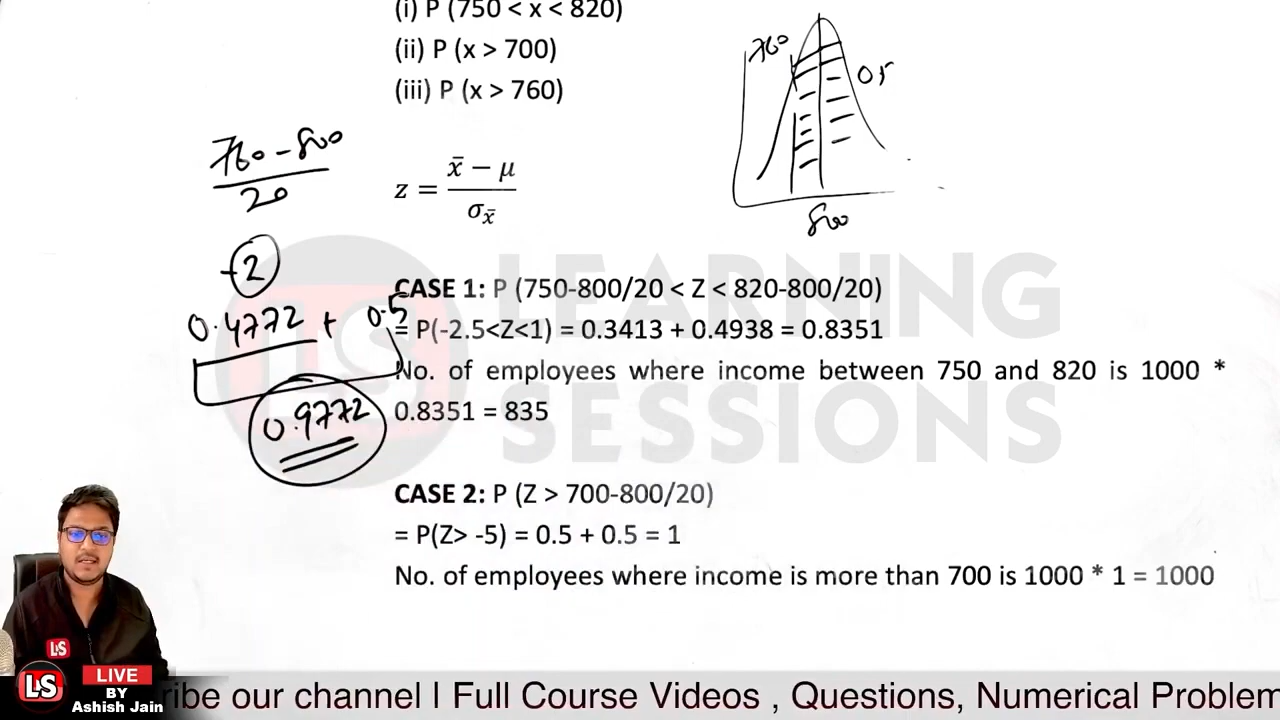 (i) P (750 < x < 820)
(ii) P (x > 700)
(iii) P (x > 760)
760
0.5
800
760-800
20
z = x̄ − μ
σx̄
-2
0.4772 + 0.5
0.9772
LEARNING
SESSIONS
LS
CASE 1: P (750-800/20 < Z < 820-800/20)
= P(-2.5<Z<1) = 0.3413 + 0.4938 = 0.8351
No. of employees where income between 750 and 820 is 1000 *
0.8351 = 835
CASE 2: P (Z > 700-800/20)
= P(Z> -5) = 0.5 + 0.5 = 1
No. of employees where income is more than 700 is 1000 * 1 = 1000
LS
LS
LIVE
BY
Ashish Jain
our channel I Full Course Videos , Questions, Numerical Problem